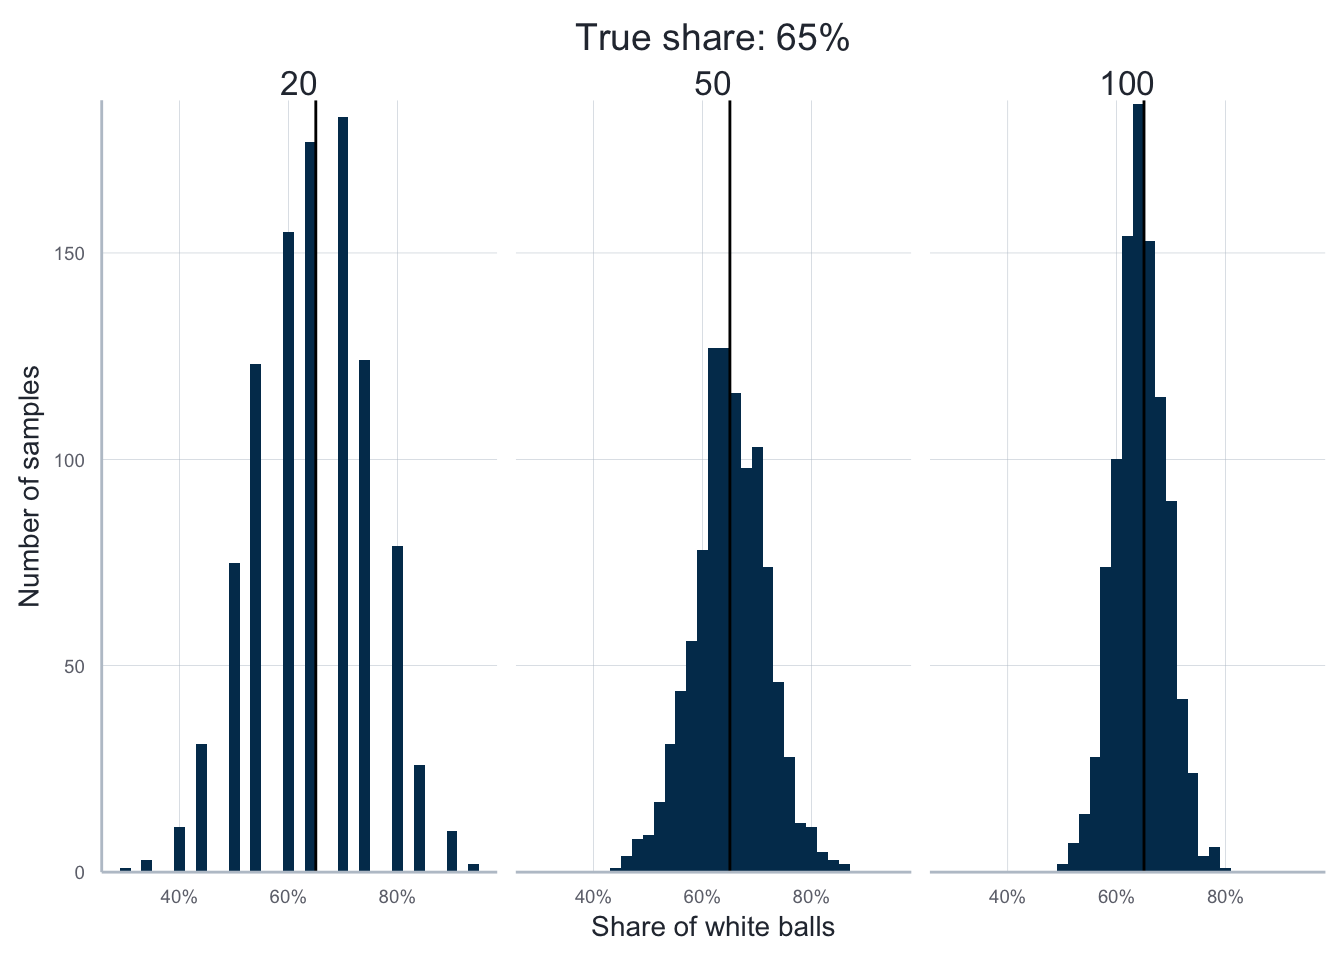 True share: 65%
20 50 100
150
100
50
0
40% 60% 80% 40% 60% 80% 40% 60% 80%
Number of samples
Share of white balls